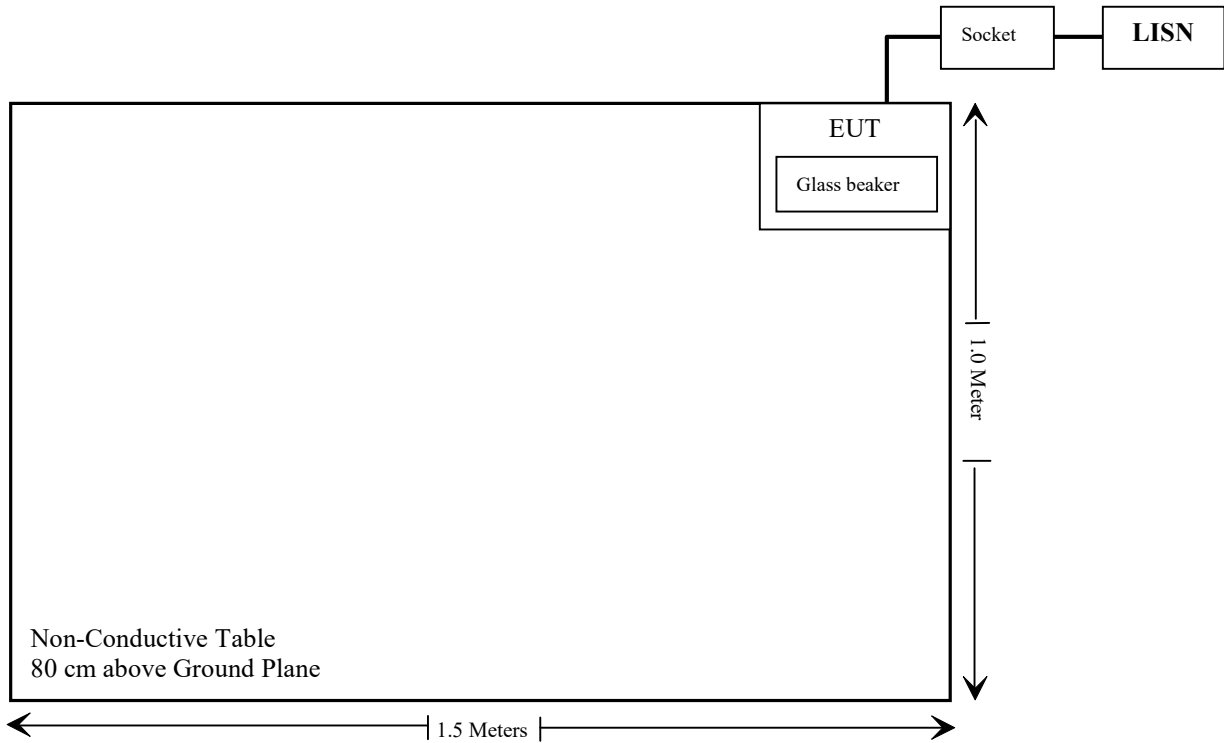 Socket
LISN
EUT
Glass beaker
1.0 Meter
Non-Conductive Table
80 cm above Ground Plane
1.5 Meters